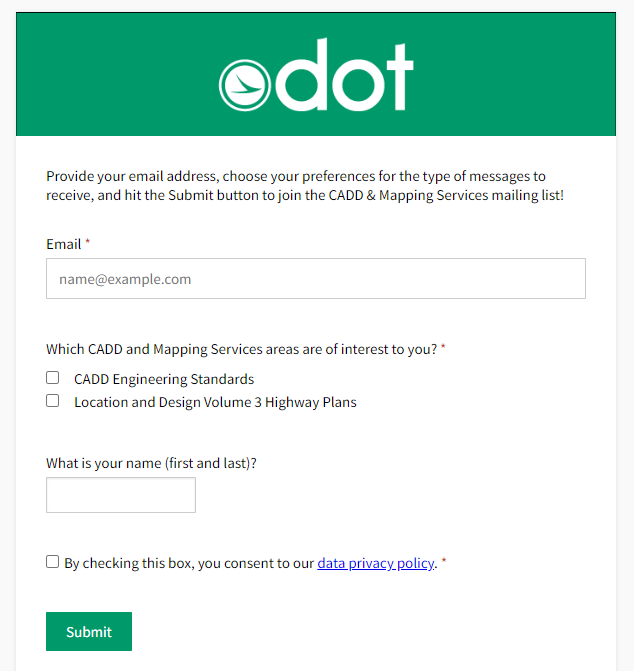 odot
Provide your email address, choose your preferences for the type of messages to
receive, and hit the Submit button to join the CADD & Mapping Services mailing list!
Email *
name@example.com
Which CADD and Mapping Services areas are of interest to you? *
CADD Engineering Standards
Location and Design Volume 3 Highway Plans
What is your name (first and last)?
By checking this box, you consent to our data privacy policy. *
Submit